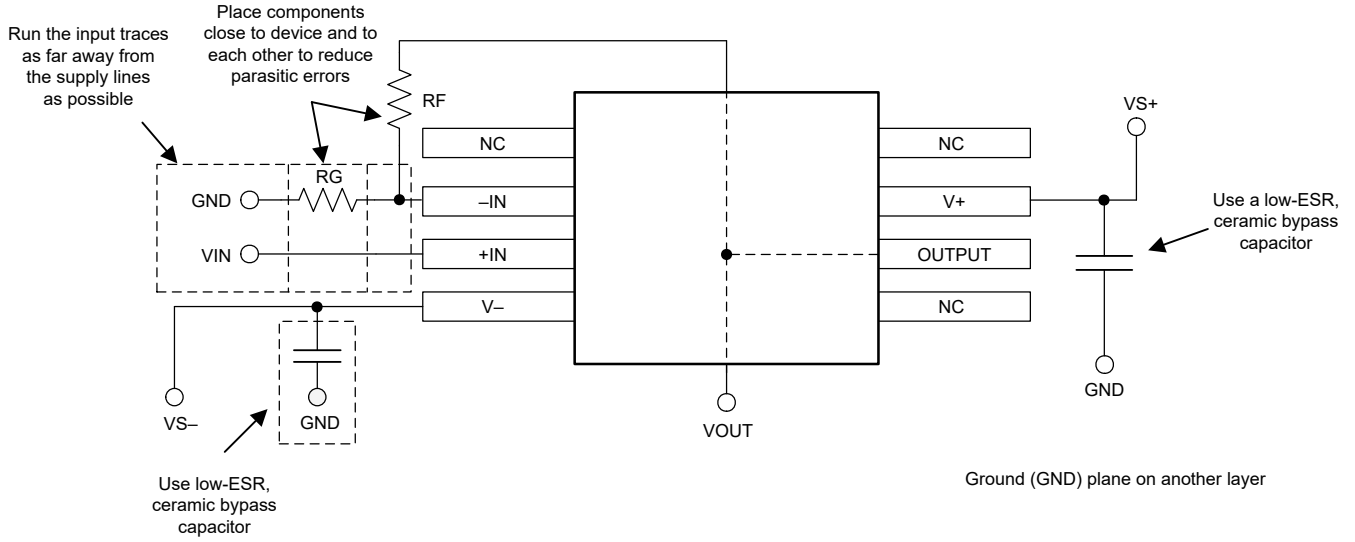 Place components
close to device and to
each other to reduce
parasitic errors
Run the input traces
as far away from
the supply lines
as possible
RF
VS+
NC
NC
RG
GND
–IN
V+
Use a low-ESR,
ceramic bypass
capacitor
VIN
+IN
OUTPUT
V–
NC
GND
VS–
GND
VOUT
Use low-ESR,
ceramic bypass
capacitor
Ground (GND) plane on another layer